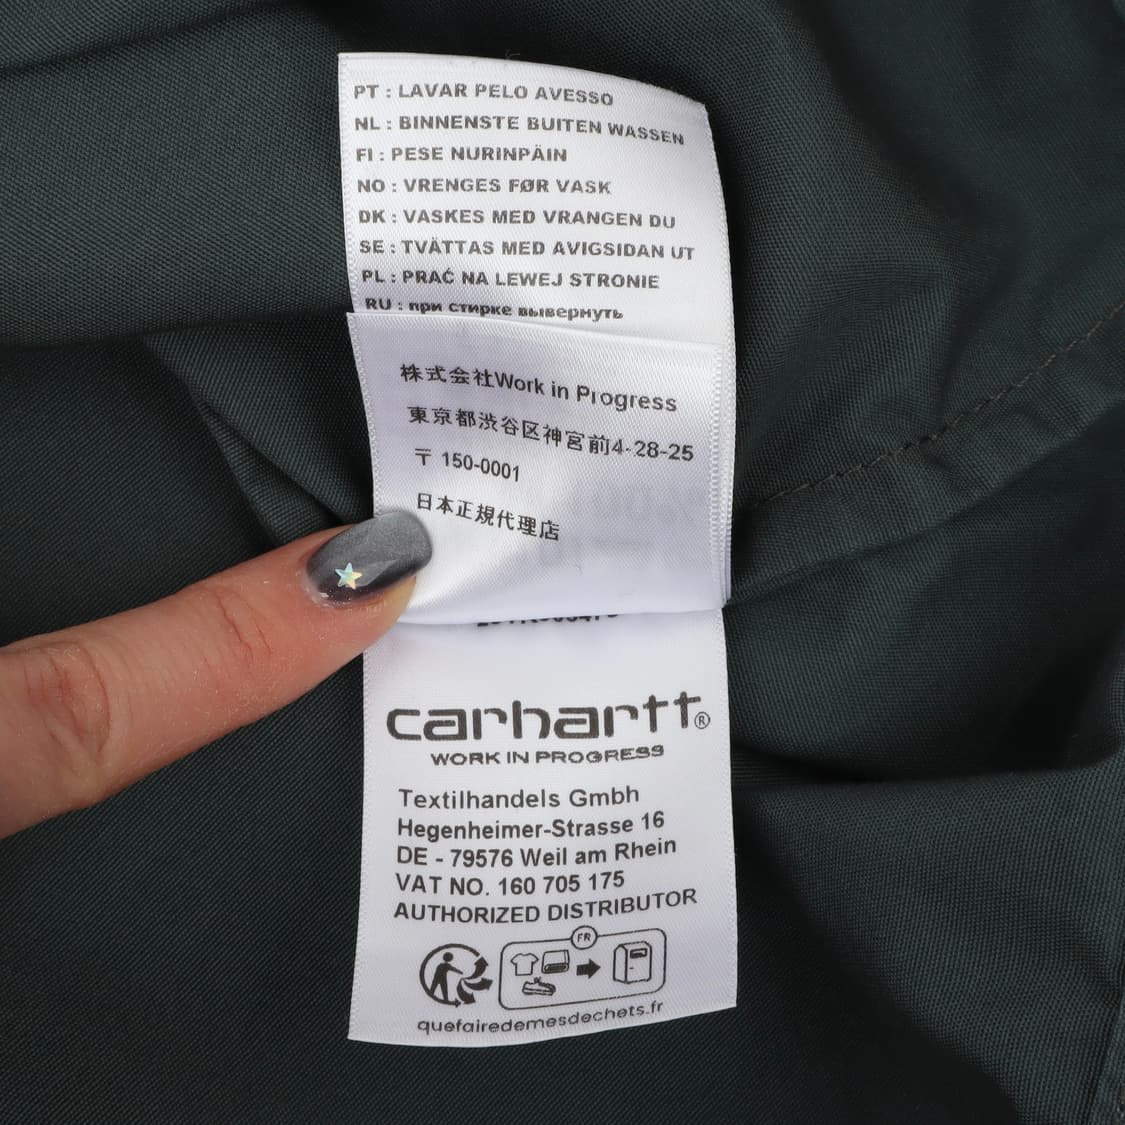 PT : LAVAR PELO AVESSO
NL : BINNENSTE BUITEN WASSEN
FI : PESE NURINPÄIN
NO : VRENGES FØR VASK
DK : VASKES MED VRANGEN DU
SE : TVÄTTAS MED AVIGSIDAN UT
PL : PRAĆ NA LEWEJ STRONIE
RU : при стирке вывернуть
株式会社Work in Progress
東京都渋谷区神宮前4-28-25
〒 150-0001
日本正規代理店
carhartt®
WORK IN PROGRESS
Textilhandels Gmbh
Hegenheimer-Strasse 16
DE - 79576 Weil am Rhein
VAT NO. 160 705 175
AUTHORIZED DISTRIBUTOR
FR
quefairedemesdechets.fr